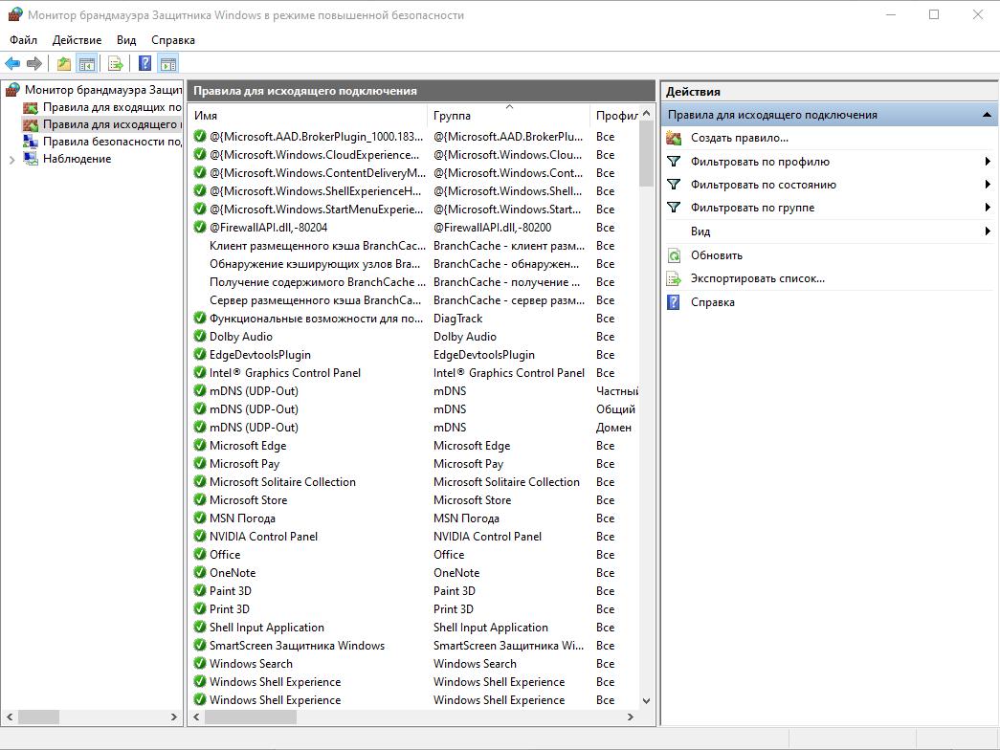 Монитор брандмауэра Защитника Windows в режиме повышенной безопасности
Файл Действие Вид Справка
Монитор брандмауэра Защит
Правила для входящих по
Правила для исходящего
Правила безопасности по
Наблюдение
Правила для исходящего подключения
Имя Группа Профил
@{Microsoft.AAD.BrokerPlugin_1000.183... @{Microsoft.AAD.BrokerPlu... Все
@{Microsoft.Windows.CloudExperience... @{Microsoft.Windows.Clou... Все
@{Microsoft.Windows.ContentDeliveryM... @{Microsoft.Windows.Cont... Все
@{Microsoft.Windows.ShellExperienceH... @{Microsoft.Windows.Shell... Все
@{Microsoft.Windows.StartMenuExperie... @{Microsoft.Windows.Start... Все
@FirewallAPI.dll,-80204 @FirewallAPI.dll,-80200 Все
Клиент размещенного кэша BranchCac... BranchCache - клиент разм... Все
Обнаружение кэширующих узлов Bra... BranchCache - обнаружен... Все
Получение содержимого BranchCache ... BranchCache - получение ... Все
Сервер размещенного кэша BranchCa... BranchCache - сервер разм... Все
Функциональные возможности для по... DiagTrack Все
Dolby Audio Dolby Audio Все
EdgeDevtoolsPlugin EdgeDevtoolsPlugin Все
Intel® Graphics Control Panel Intel® Graphics Control Panel Все
mDNS (UDP-Out) mDNS Частный
mDNS (UDP-Out) mDNS Общий
mDNS (UDP-Out) mDNS Домен
Microsoft Edge Microsoft Edge Все
Microsoft Pay Microsoft Pay Все
Microsoft Solitaire Collection Microsoft Solitaire Collection Все
Microsoft Store Microsoft Store Все
MSN Погода MSN Погода Все
NVIDIA Control Panel NVIDIA Control Panel Все
Office Office Все
OneNote OneNote Все
Paint 3D Paint 3D Все
Print 3D Print 3D Все
Shell Input Application Shell Input Application Все
SmartScreen Защитника Windows SmartScreen Защитника Wi... Все
Windows Search Windows Search Все
Windows Shell Experience Windows Shell Experience Все
Windows Shell Experience Windows Shell Experience Все
Действия
Правила для исходящего подключения
Создать правило...
Фильтровать по профилю
Фильтровать по состоянию
Фильтровать по группе
Вид
Обновить
Экспортировать список...
Справка